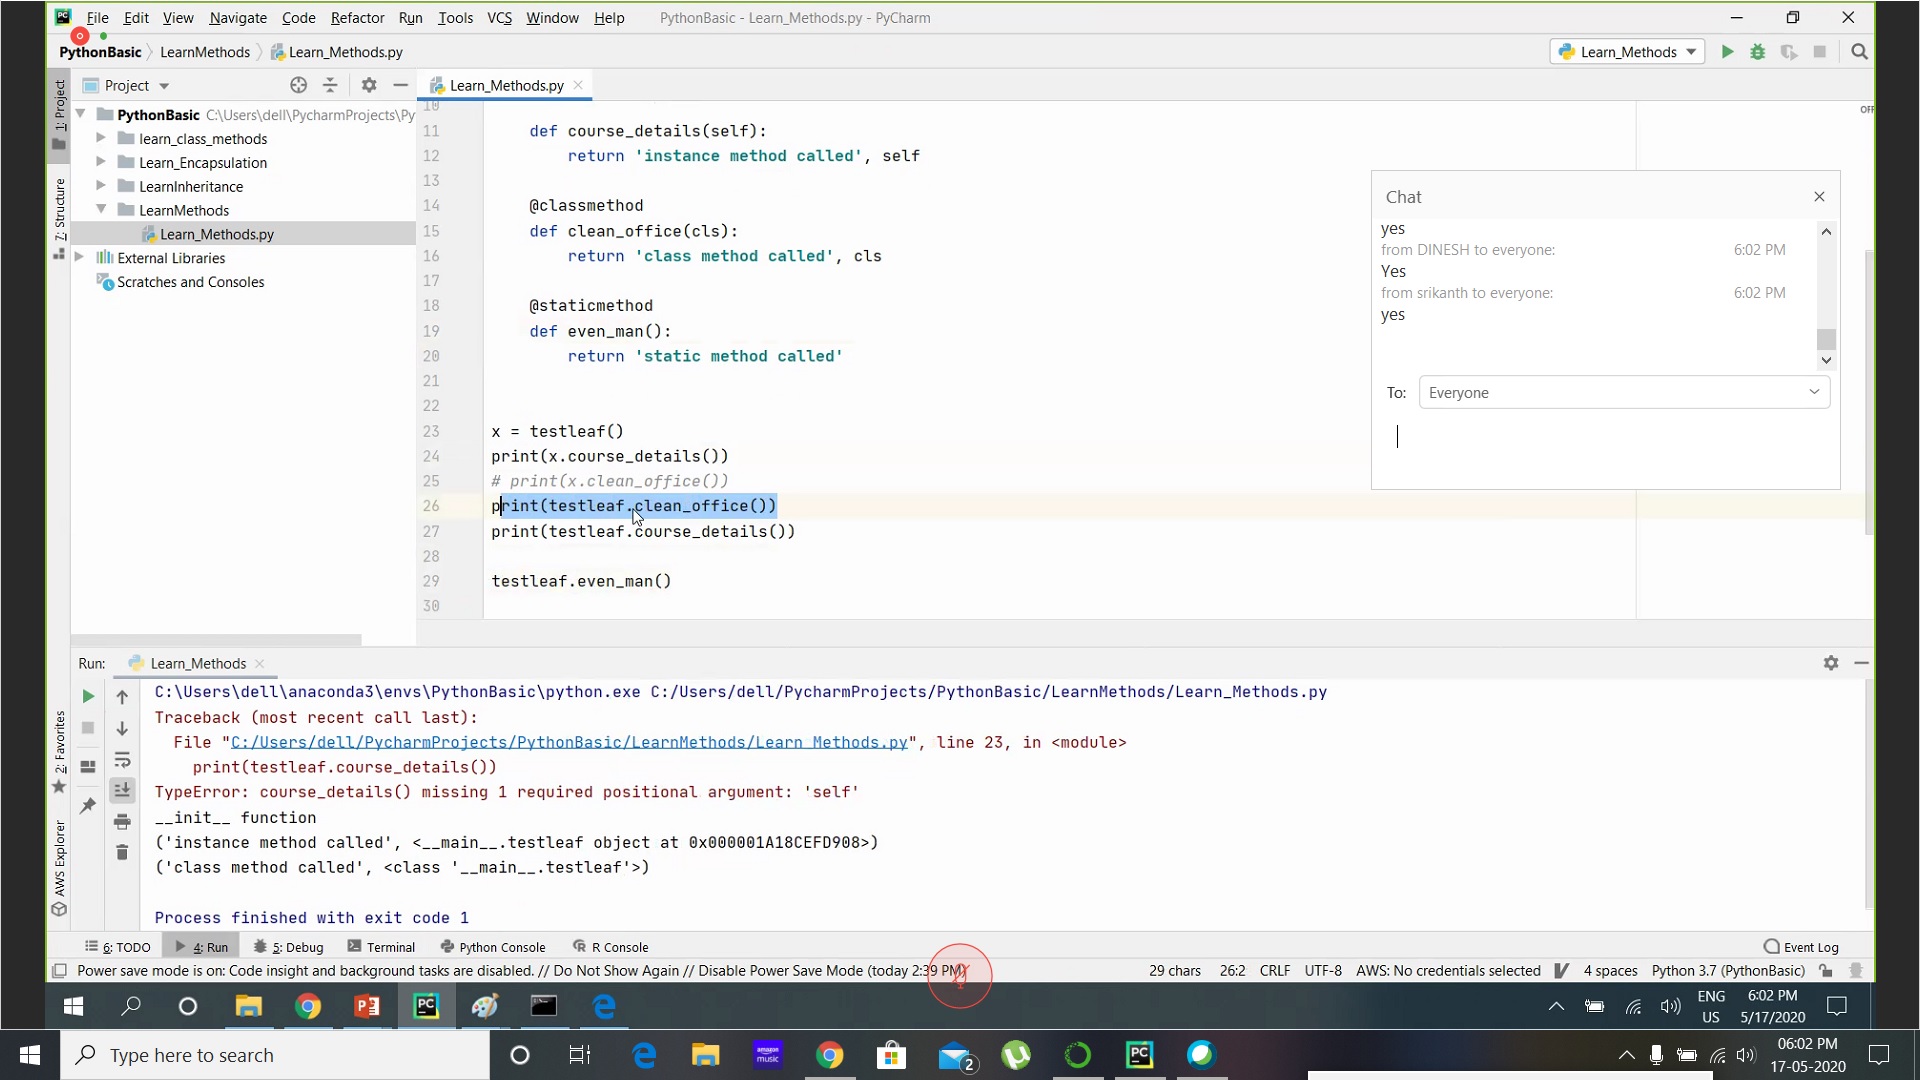 File Edit View Navigate Code Refactor Run Tools VCS Window Help PythonBasic - Learn_Methods.py - PyCharm
PythonBasic LearnMethods Learn_Methods.py Learn_Methods
Project Learn_Methods.py
PythonBasic C:\Users\dell\PycharmProjects\Py
learn_class_methods
Learn_Encapsulation
LearnInheritance
LearnMethods
Learn_Methods.py
External Libraries
Scratches and Consoles
1: Project
7: Structure
2: Favorites
AWS Explorer
10
11 def course_details(self):
12 return 'instance method called', self
13
14 @classmethod
15 def clean_office(cls):
16 return 'class method called', cls
17
18 @staticmethod
19 def even_man():
20 return 'static method called'
21
22
23 x = testleaf()
24 print(x.course_details())
25 # print(x.clean_office())
26 print(testleaf.clean_office())
27 print(testleaf.course_details())
28
29 testleaf.even_man()
30
OFF
Chat
yes
from DINESH to everyone: 6:02 PM
Yes
from srikanth to everyone: 6:02 PM
yes
To: Everyone
Run: Learn_Methods
C:\Users\dell\anaconda3\envs\PythonBasic\python.exe C:/Users/dell/PycharmProjects/PythonBasic/LearnMethods/Learn_Methods.py
Traceback (most recent call last):
File "C:/Users/dell/PycharmProjects/PythonBasic/LearnMethods/Learn_Methods.py", line 23, in <module>
print(testleaf.course_details())
TypeError: course_details() missing 1 required positional argument: 'self'
__init__ function
('instance method called', <__main__.testleaf object at 0x000001A18CEFD908>)
('class method called', <class '__main__.testleaf'>)
Process finished with exit code 1
6: TODO 4: Run 5: Debug Terminal Python Console R Console Event Log
Power save mode is on: Code insight and background tasks are disabled. // Do Not Show Again // Disable Power Save Mode (today 2:39 PM) 29 chars 26:2 CRLF UTF-8 AWS: No credentials selected 4 spaces Python 3.7 (PythonBasic)
ENG
US
6:02 PM
5/17/2020
Type here to search
amazon music
2
06:02 PM
17-05-2020